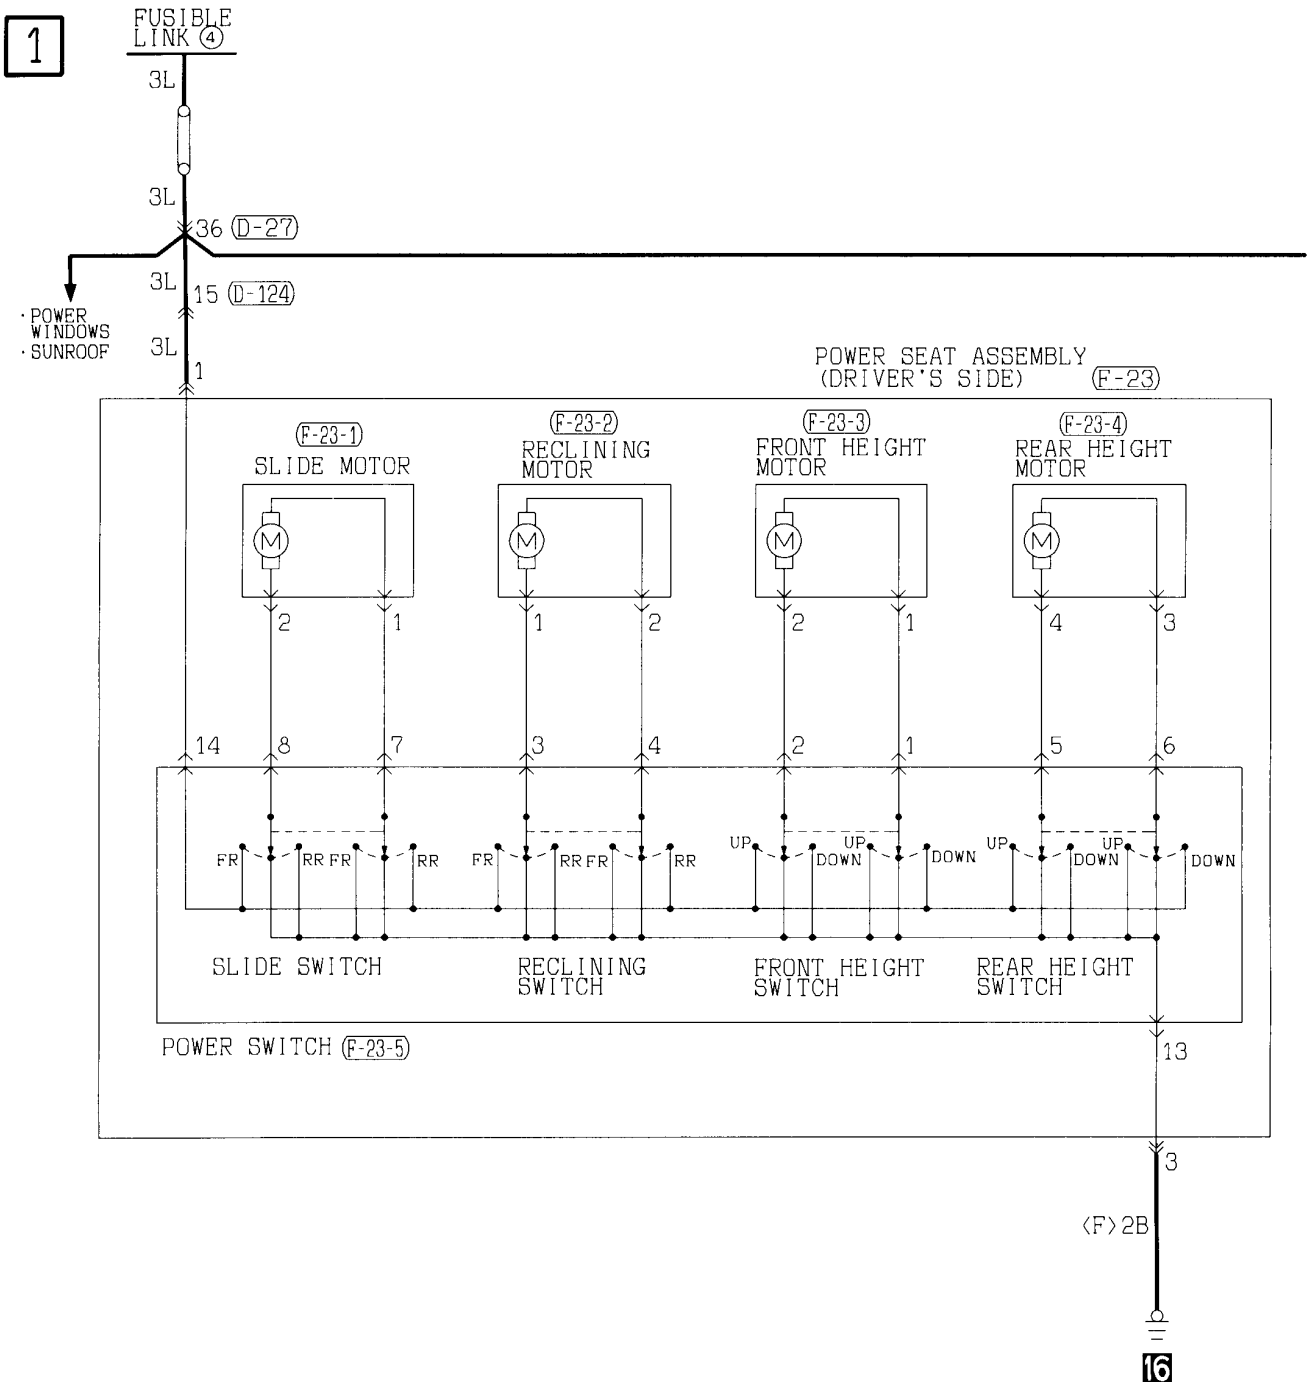 1
FUSIBLE
LINK ④
3L
3L
36 (D-27)
3L
15 (D-124)
· POWER
WINDOWS
· SUNROOF
3L
1
POWER SEAT ASSEMBLY
(DRIVER'S SIDE) (F-23)
(F-23-1)
SLIDE MOTOR
(F-23-2)
RECLINING
MOTOR
(F-23-3)
FRONT HEIGHT
MOTOR
(F-23-4)
REAR HEIGHT
MOTOR
M M M M
2 1 1 2 2 1 4 3
14 8 7 3 4 2 1 5 6
FR RR FR RR FR RR FR RR UP DOWN UP DOWN UP DOWN UP DOWN
SLIDE SWITCH
RECLINING
SWITCH
FRONT HEIGHT
SWITCH
REAR HEIGHT
SWITCH
POWER SWITCH (F-23-5)
13
3
〈F〉2B
16